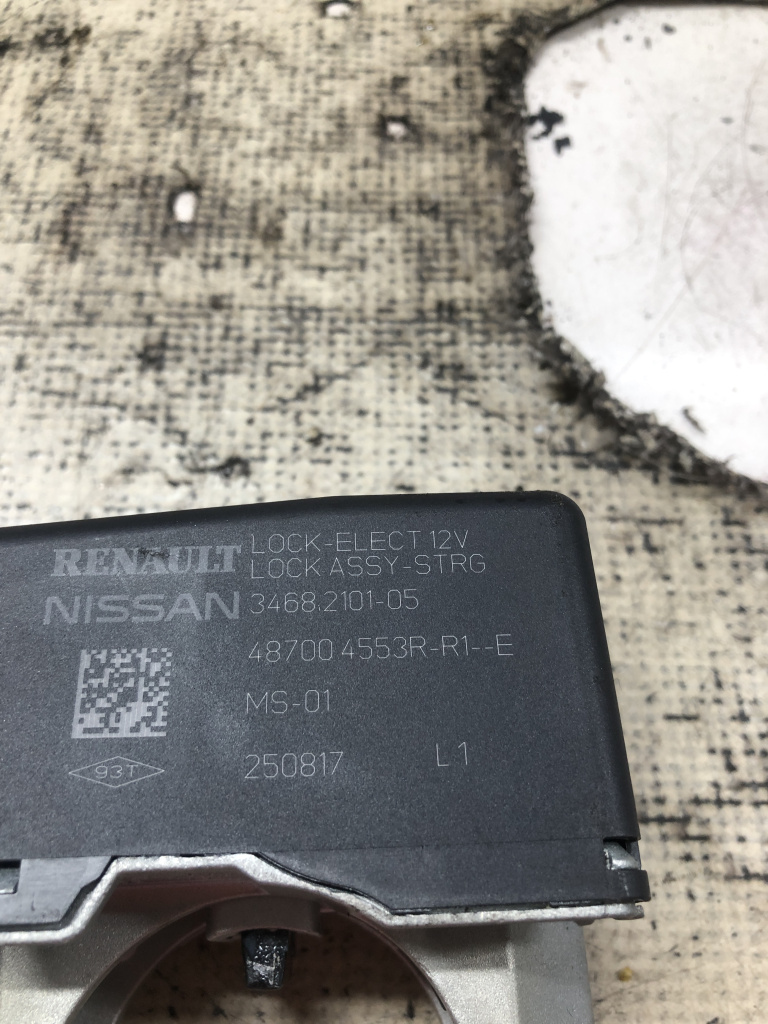 RENAULT LOCK-ELECT 12V
LOCK ASSY-STRG
NISSAN 3468.2101-05
48700 4553R-R1--E
MS-01
93T 250817 L1